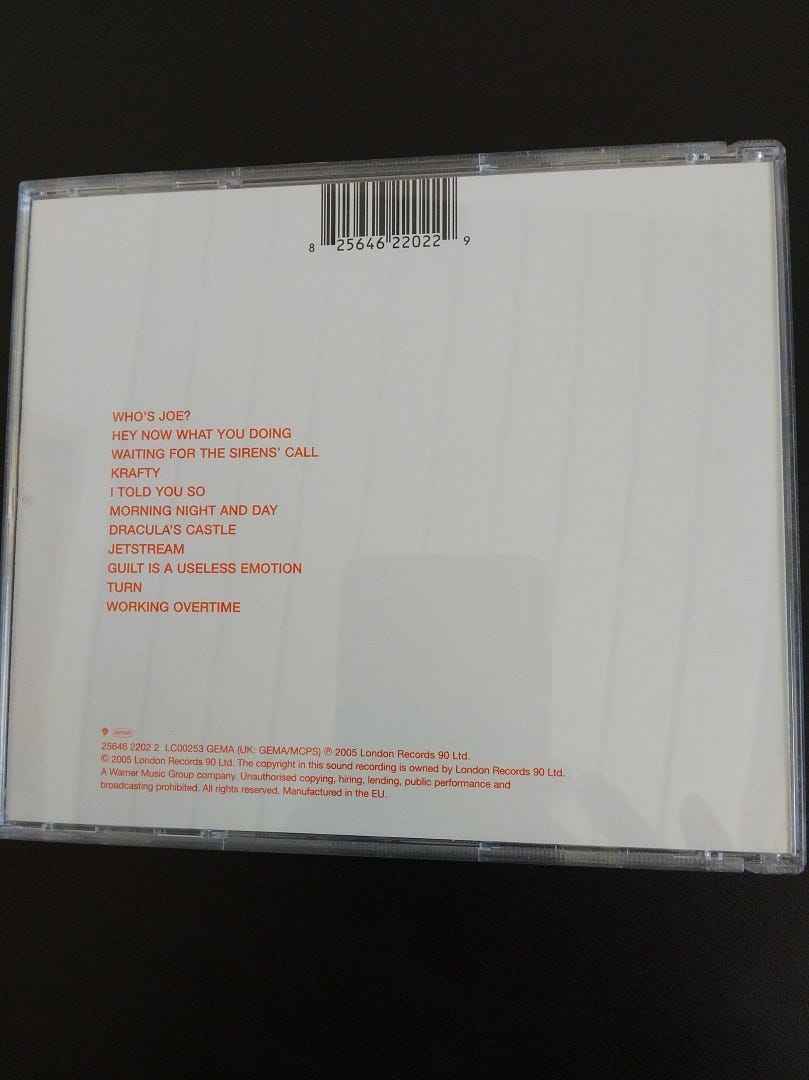 8 25646 22022 9
WHO'S JOE?
HEY NOW WHAT YOU DOING
WAITING FOR THE SIRENS' CALL
KRAFTY
I TOLD YOU SO
MORNING NIGHT AND DAY
DRACULA'S CASTLE
JETSTREAM
GUILT IS A USELESS EMOTION
TURN
WORKING OVERTIME
25646 2202 2 LC00253 GEMA (UK: GEMA/MCPS) ℗ 2005 London Records 90 Ltd.
© 2005 London Records 90 Ltd. The copyright in this sound recording is owned by London Records 90 Ltd.
A Warner Music Group company. Unauthorised copying, hiring, lending, public performance and
broadcasting prohibited. All rights reserved. Manufactured in the EU.